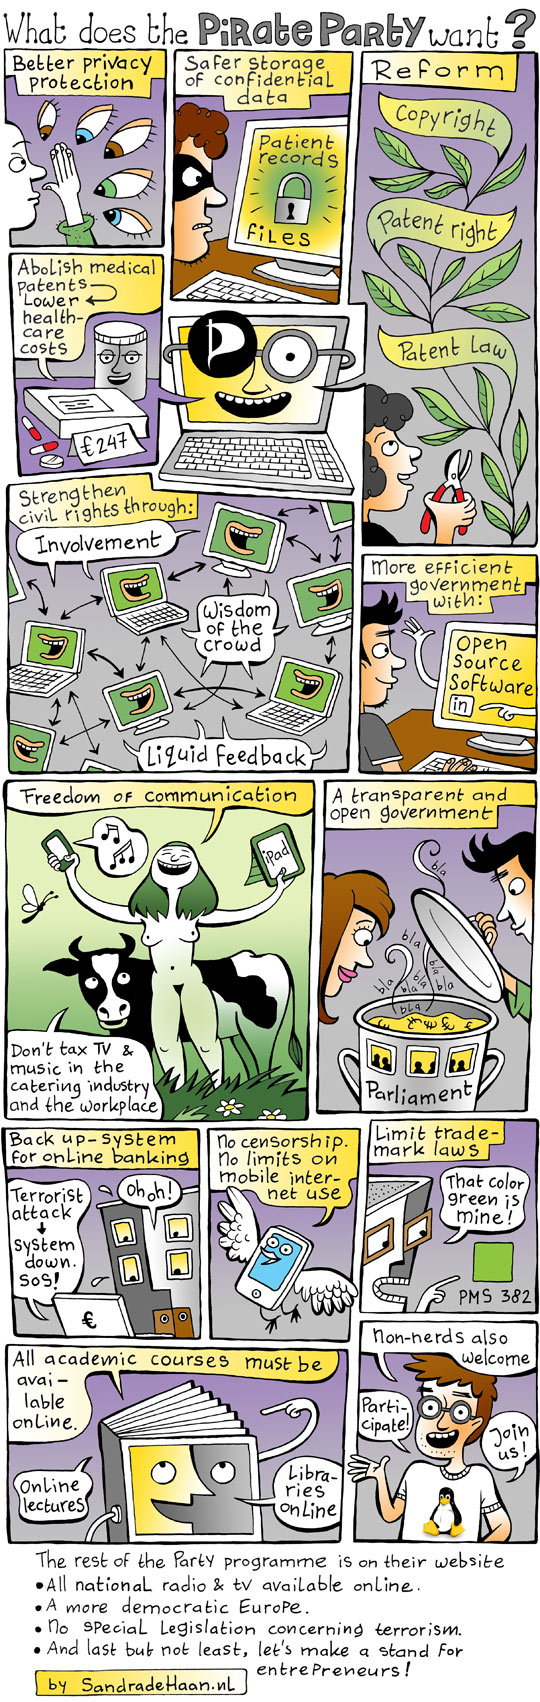 What does the Pirate Party want?
Better privacy
protection
Safer storage
of confidential
data
Patient
records
files
Reform
Copyright
Patent right
Patent Law
Abolish medical
patents
Lower
health-
care
costs
€247
Strengthen
civil rights through:
Involvement
Wisdom
of the
crowd
Liquid feedback
More efficient
government
with:
Open
Source
Software
in
Freedom of communication
iPad
Don't tax TV &
music in the
catering industry
and the workplace
A transparent and
open government
bla
bla
bla
bla
bla
bla
bla
Parliament
Back up-system
for online banking
Terrorist
attack
system
down.
SOS!
Oh oh!
€
No censorship.
No limits on
mobile inter-
net use
Limit trade-
mark laws
That color
green is
mine!
PMS 382
All academic courses must be
avai-
lable
online.
Online
lectures
Libra-
ries
online
Non-nerds also
welcome
Parti-
cipate!
Join
us!
The rest of the Party programme is on their website
• All national radio & tv available online.
• A more democratic Europe.
• No special Legislation concerning terrorism.
• And last but not least, let's make a stand for
entrepreneurs!
by SandradeHaan.nl